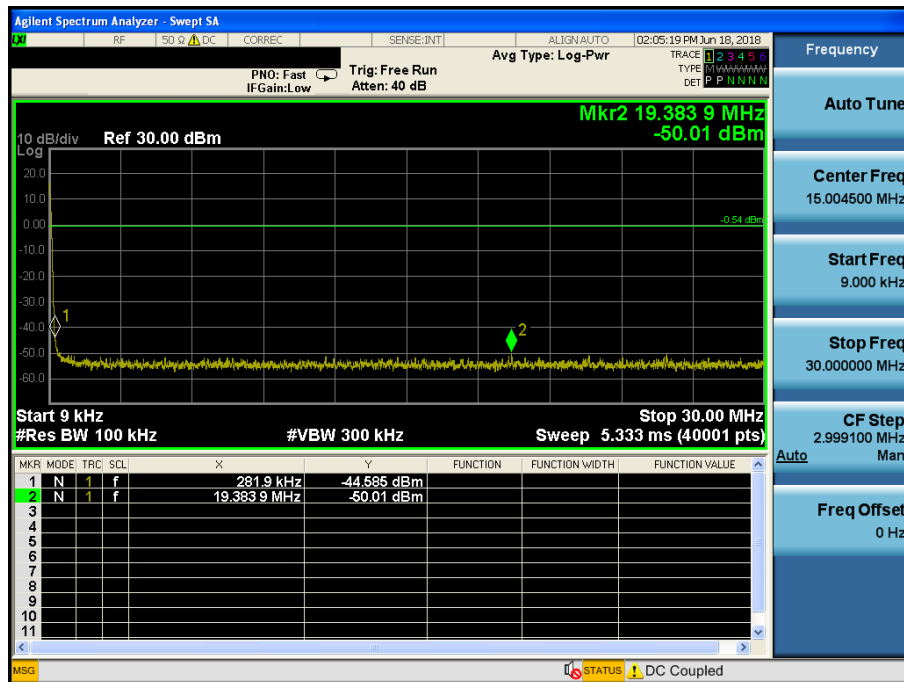 Agilent Spectrum Analyzer - Swept SA
LXI RF 50 Ω DC CORREC SENSE:INT ALIGN AUTO 02:05:19 PM Jun 18, 2018
Frequency
Avg Type: Log-Pwr
TRACE 1 2 3 4 5 6
PNO: Fast Trig: Free Run
TYPE M W W W W W
IFGain:Low Atten: 40 dB
DET P P N N N N
Auto Tune
Mkr2 19.383 9 MHz
-50.01 dBm
10 dB/div Ref 30.00 dBm
Log
20.0
10.0
0.00
-0.54 dBm
-10.0
-20.0
-30.0
-40.0
-50.0
-60.0
1
2
Center Freq
15.004500 MHz
Start Freq
9.000 kHz
Stop Freq
30.000000 MHz
Start 9 kHz Stop 30.00 MHz
#Res BW 100 kHz #VBW 300 kHz Sweep 5.333 ms (40001 pts)
CF Step
2.999100 MHz
Auto Man
MKR MODE TRC SCL X Y FUNCTION FUNCTION WIDTH FUNCTION VALUE
1 N 1 f 281.9 kHz -44.585 dBm
2 N 1 f 19.383 9 MHz -50.01 dBm
3
4
5
6
7
8
9
10
11
Freq Offset
0 Hz
MSG STATUS DC Coupled